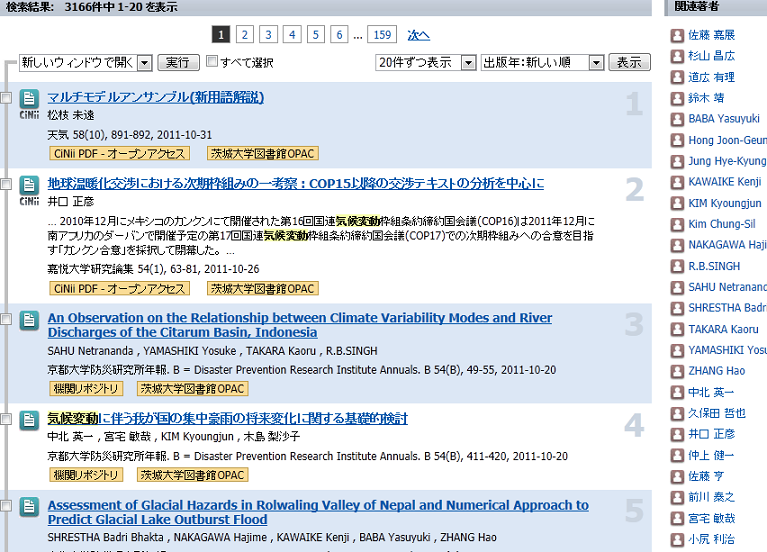 検索結果: 3166件中 1-20 を表示
1 2 3 4 5 6 ... 159 次へ
新しいウィンドウで開く 実行 すべて選択 20件ずつ表示 出版年:新しい順 表示
マルチモデルアンサンブル(新用語解説) 1
CiNii 松枝 未遠
天気 58(10), 891-892, 2011-10-31
CiNii PDF - オープンアクセス 茨城大学図書館OPAC
地球温暖化交渉における次期枠組みの一考察 : COP15以降の交渉テキストの分析を中心に 2
CiNii 井口 正彦
... 2010年12月にメキシコのカンクンにて開催された第16回国連気候変動枠組条約締約国会議(COP16)は2011年12月に
南アフリカのダーバンで開催予定の第17回国連気候変動枠組条約締約国会議(COP17)での次期枠組みへの合意を目指
す「カンクン合意」を採択して閉幕した。 ...
嘉悦大学研究論集 54(1), 63-81, 2011-10-26
CiNii PDF - オープンアクセス 茨城大学図書館OPAC
An Observation on the Relationship between Climate Variability Modes and River 3
Discharges of the Citarum Basin, Indonesia
SAHU Netrananda , YAMASHIKI Yosuke , TAKARA Kaoru , R.B.SINGH
京都大学防災研究所年報. B = Disaster Prevention Research Institute Annuals. B 54(B), 49-55, 2011-10-20
機関リポジトリ 茨城大学図書館OPAC
気候変動に伴う我が国の集中豪雨の将来変化に関する基礎的検討 4
中北 英一 , 宮宅 敏哉 , KIM Kyoungjun , 木島 梨沙子
京都大学防災研究所年報. B = Disaster Prevention Research Institute Annuals. B 54(B), 411-420, 2011-10-20
機関リポジトリ 茨城大学図書館OPAC
Assessment of Glacial Hazards in Rolwaling Valley of Nepal and Numerical Approach to 5
Predict Glacial Lake Outburst Flood
SHRESTHA Badri Bhakta , NAKAGAWA Hajime , KAWAIKE Kenji , BABA Yasuyuki , ZHANG Hao
関連著者
佐藤 嘉展
杉山 昌広
道広 有理
鈴木 靖
BABA Yasuyuki
Hong Joon-Geun
Jung Hye-Kyung
KAWAIKE Kenji
KIM Kyoungjun
Kim Chung-Sil
NAKAGAWA Haji
R.B.SINGH
SAHU Netranand
SHRESTHA Badri
TAKARA Kaoru
YAMASHIKI Yosu
ZHANG Hao
中北 英一
久保田 哲也
井口 正彦
仲上 健一
佐藤 亨
前川 泰之
宮宅 敏哉
小尻 利治